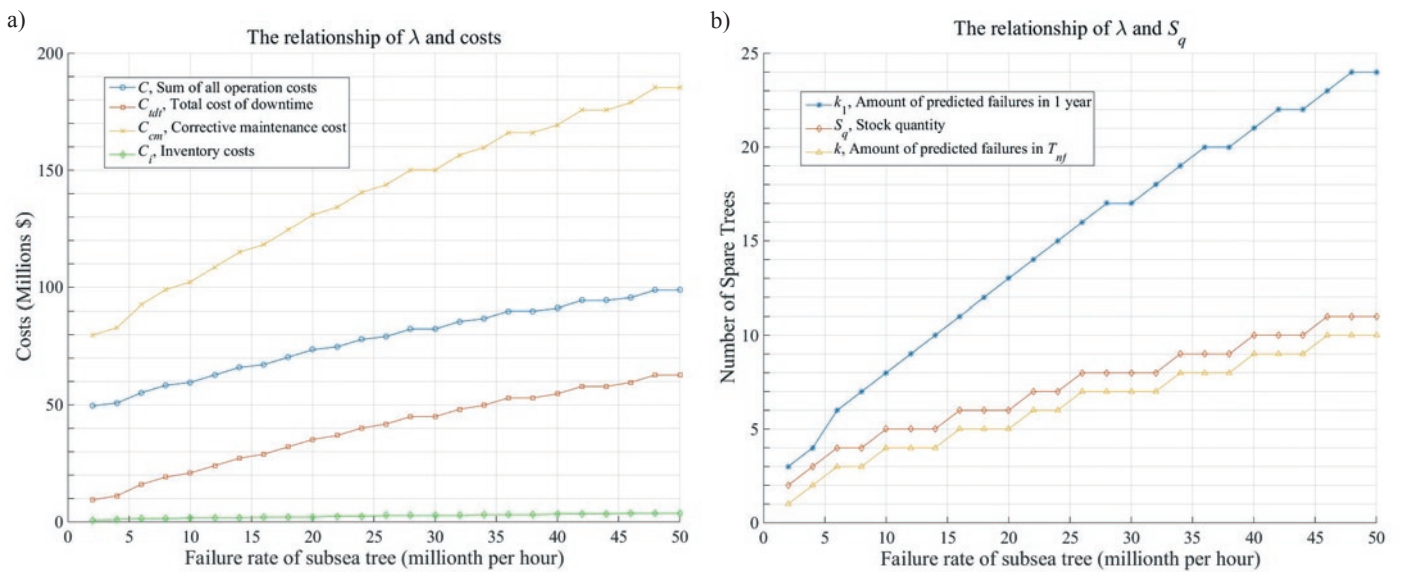 a)
The relationship of λ and costs
200
150
100
50
0
Costs (Millions $)
C, Sum of all operation costs
C_tdt, Total cost of downtime
C_cm, Corrective maintenance cost
C_i, Inventory costs
0 5 10 15 20 25 30 35 40 45 50
Failure rate of subsea tree (millionth per hour)
b)
The relationship of λ and S_q
25
20
15
10
5
0
Number of Spare Trees
k_1, Amount of predicted failures in 1 year
S_q, Stock quantity
k, Amount of predicted failures in T_nf
0 5 10 15 20 25 30 35 40 45 50
Failure rate of subsea tree (millionth per hour)